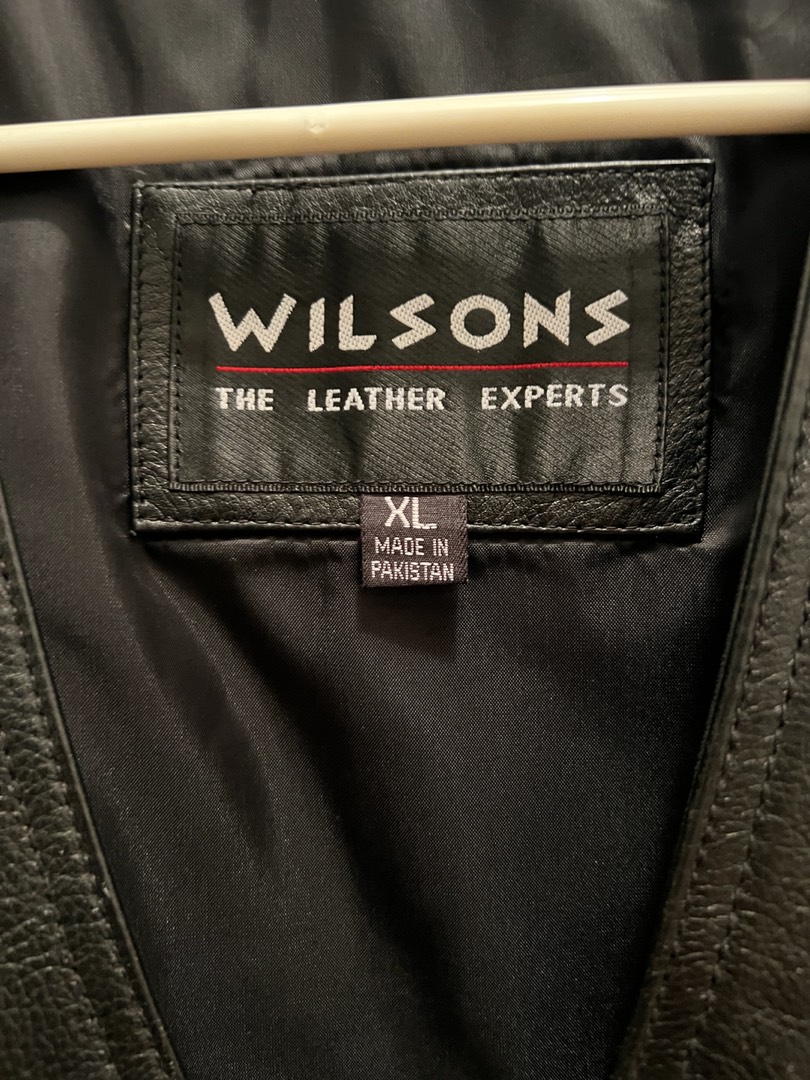 WILSONS
THE LEATHER EXPERTS
XL
MADE IN
PAKISTAN